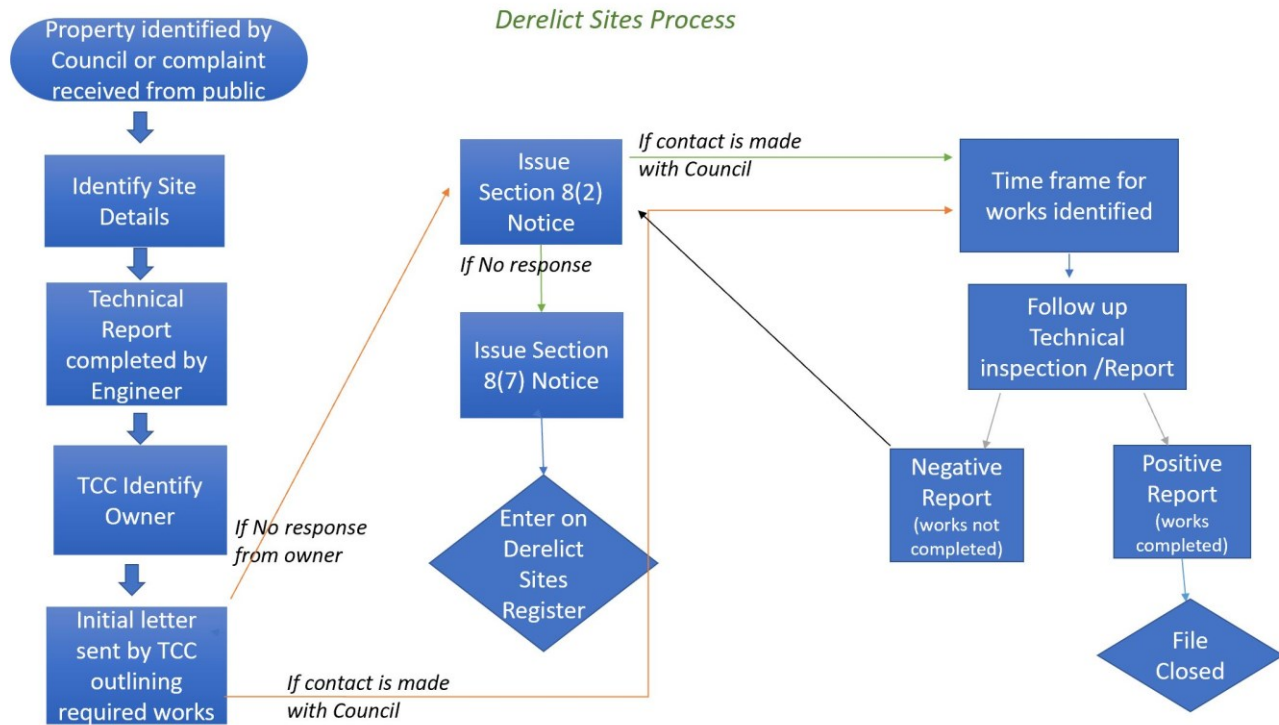 Derelict Sites Process
Property identified by
Council or complaint
received from public
Identify Site
Details
Technical
Report
completed by
Engineer
TCC Identify
Owner
Initial letter
sent by TCC
outlining
required works
If No response
from owner
If contact is made
with Council
Issue
Section 8(2)
Notice
If No response
Issue Section
8(7) Notice
Enter on
Derelict
Sites
Register
If contact is made
with Council
Time frame for
works identified
Follow up
Technical
inspection /Report
Negative
Report
(works not
completed)
Positive
Report
(works
completed)
File
Closed